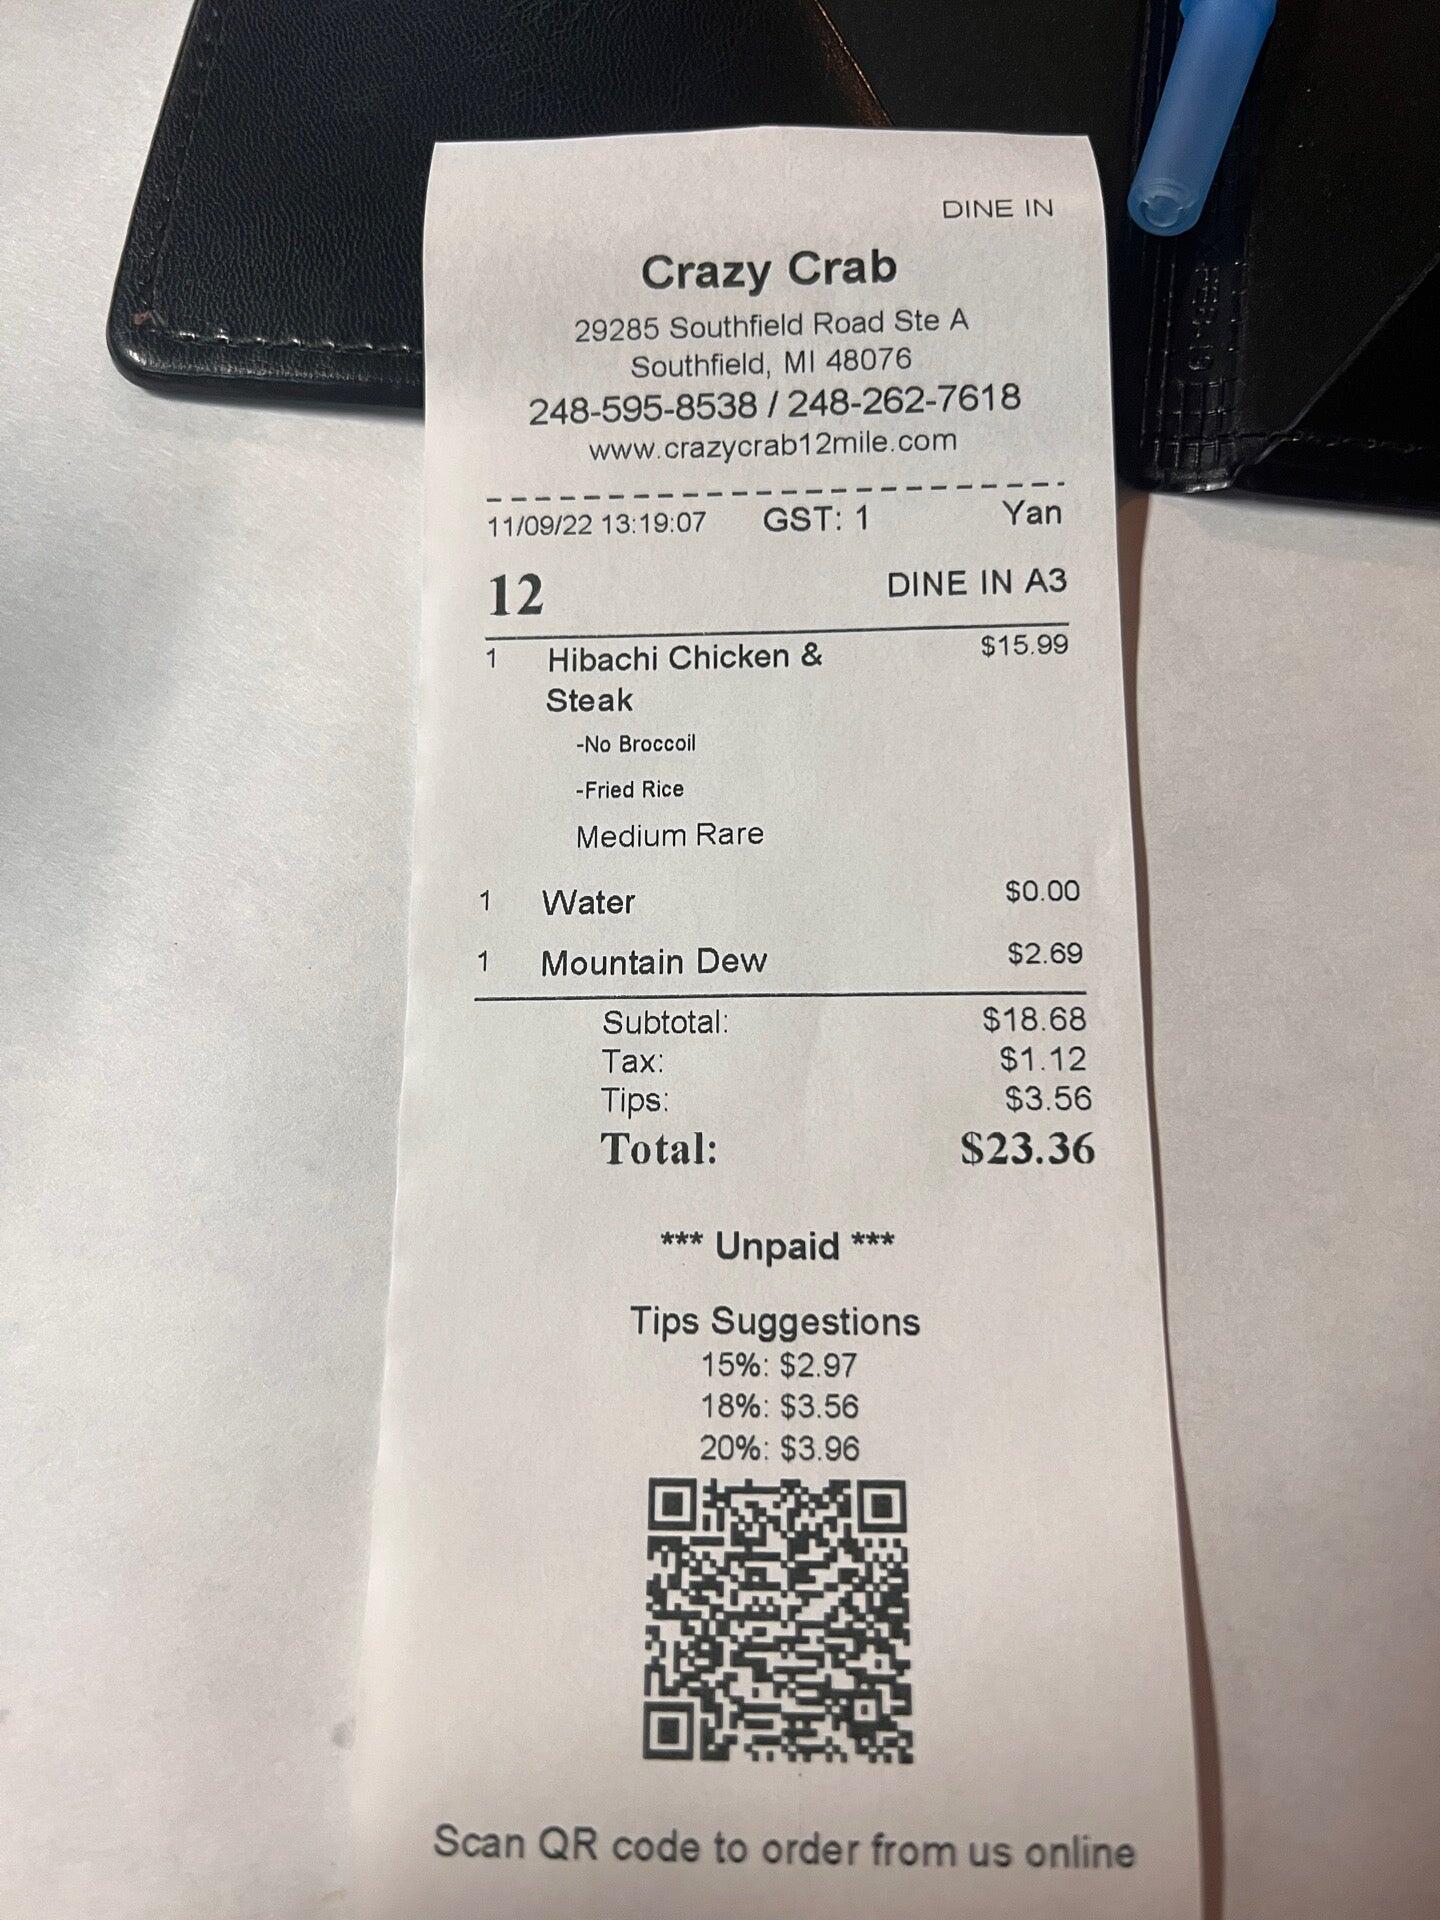 DINE IN
Crazy Crab
29285 Southfield Road Ste A
Southfield, MI 48076
248-595-8538 / 248-262-7618
www.crazycrab12mile.com
11/09/22 13:19:07 GST: 1 Yan
12 DINE IN A3
1 Hibachi Chicken & $15.99
Steak
-No Broccoil
-Fried Rice
Medium Rare
1 Water $0.00
1 Mountain Dew $2.69
Subtotal: $18.68
Tax: $1.12
Tips: $3.56
Total: $23.36
*** Unpaid ***
Tips Suggestions
15%: $2.97
18%: $3.56
20%: $3.96
Scan QR code to order from us online